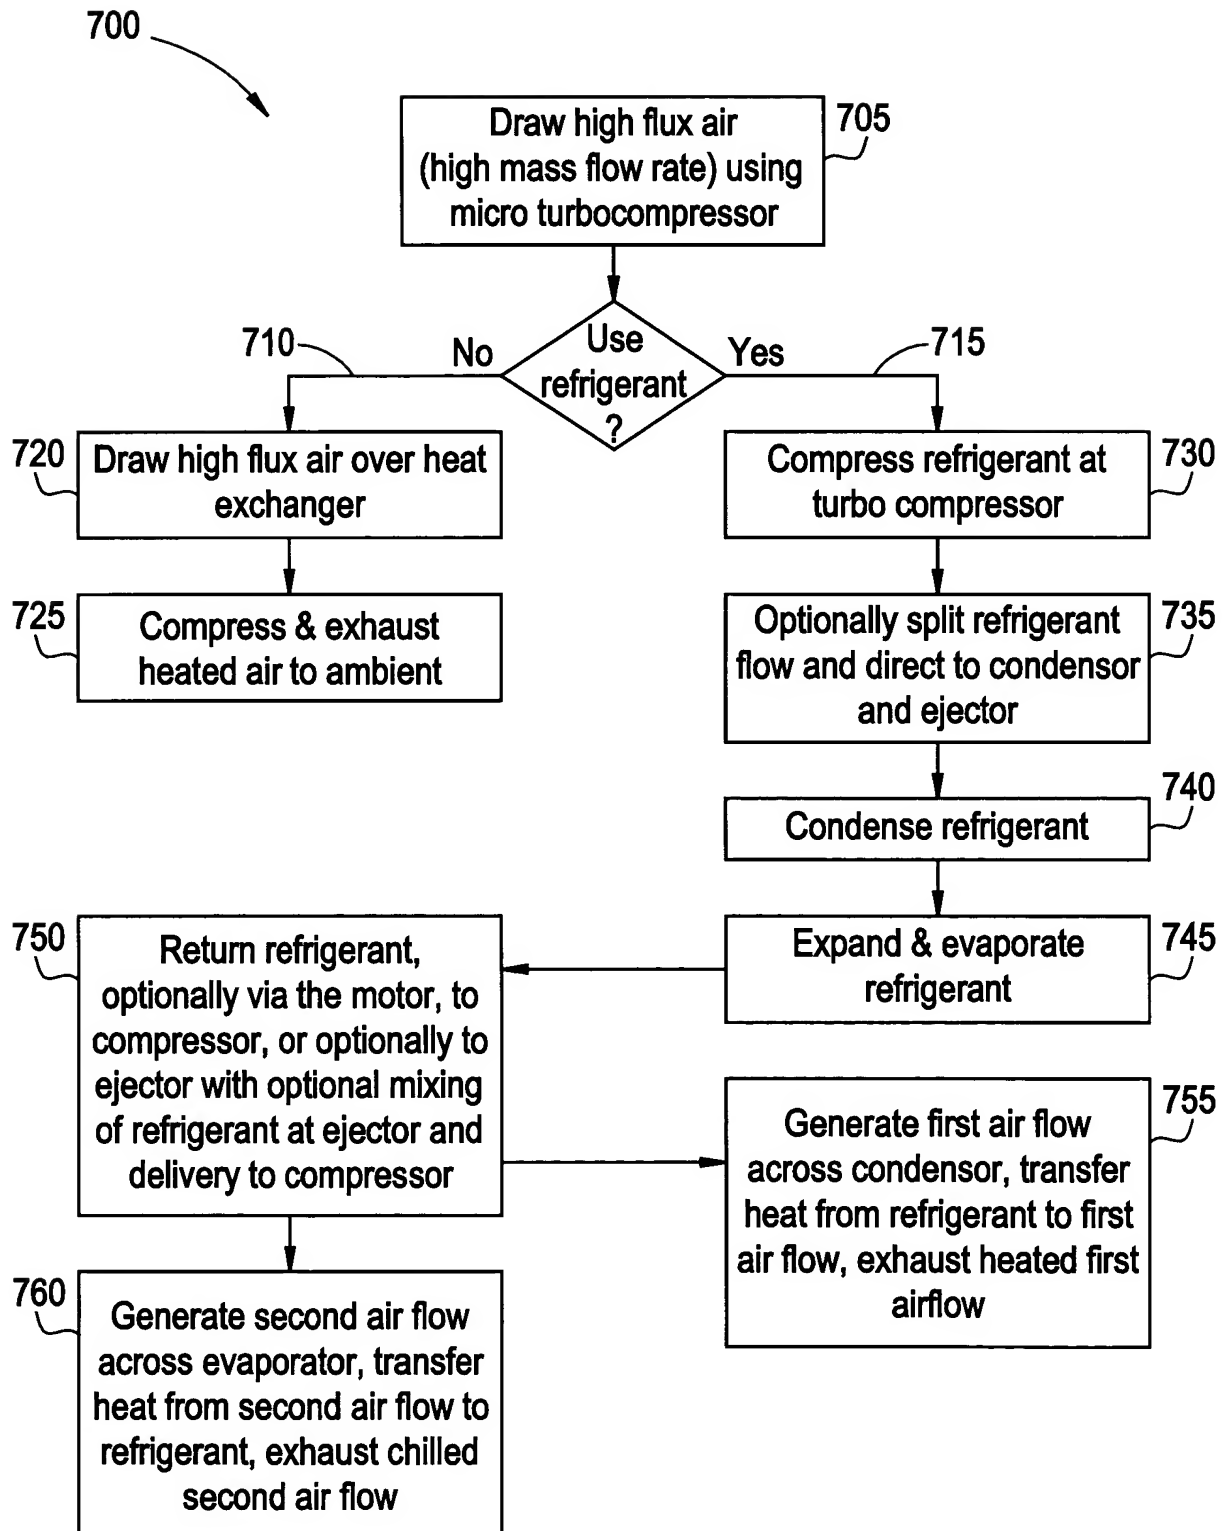 700
Draw high flux air
(high mass flow rate) using
micro turbocompressor
705
Use
refrigerant
?
No
Yes
710
715
720
Draw high flux air over heat
exchanger
725
Compress & exhaust
heated air to ambient
Compress refrigerant at
turbo compressor
730
Optionally split refrigerant
flow and direct to condensor
and ejector
735
Condense refrigerant
740
Expand & evaporate
refrigerant
745
750
Return refrigerant,
optionally via the motor, to
compressor, or optionally to
ejector with optional mixing
of refrigerant at ejector and
delivery to compressor
Generate first air flow
across condensor, transfer
heat from refrigerant to first
air flow, exhaust heated first
airflow
755
760
Generate second air flow
across evaporator, transfer
heat from second air flow to
refrigerant, exhaust chilled
second air flow